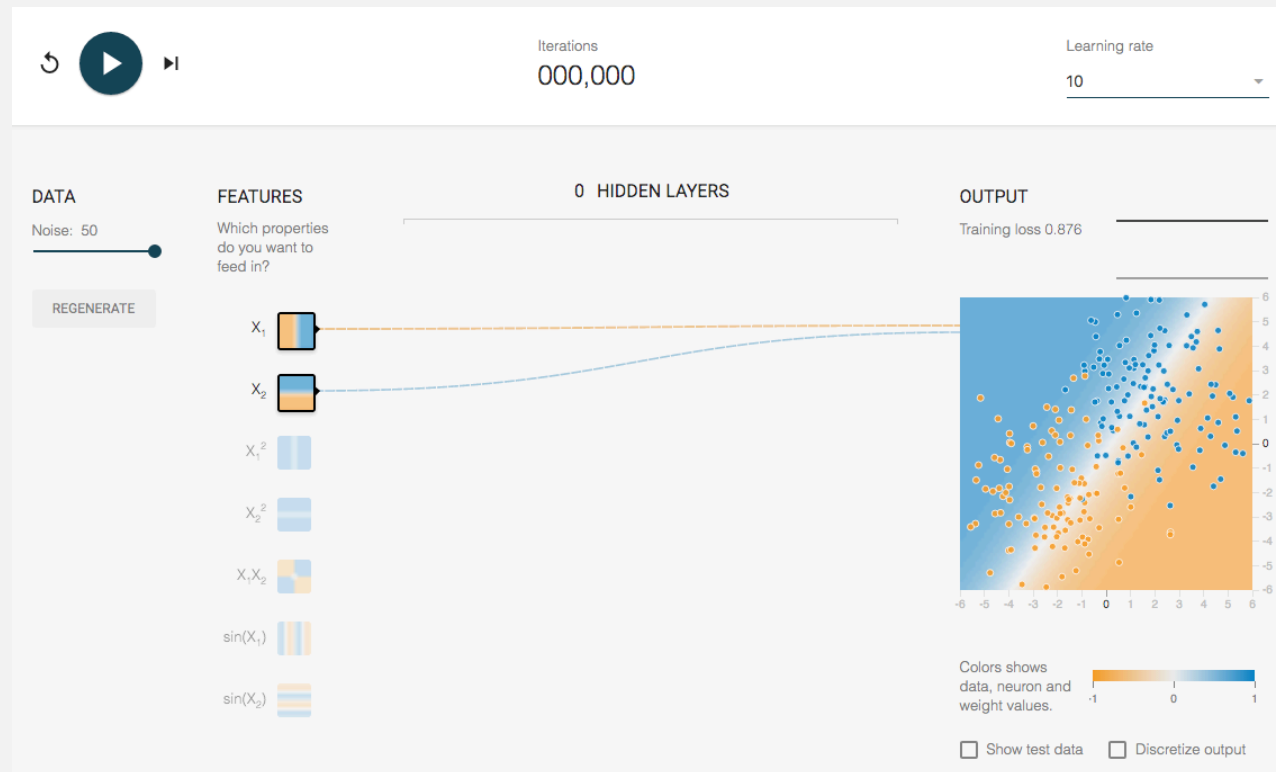 Iterations
000,000
Learning rate
10
DATA
Noise: 50
REGENERATE
FEATURES
Which properties
do you want to
feed in?
X₁
X₂
X₁²
X₂²
X₁X₂
sin(X₁)
sin(X₂)
0 HIDDEN LAYERS
OUTPUT
Training loss 0.876
6
5
4
3
2
1
0
-1
-2
-3
-4
-5
-6
-6 -5 -4 -3 -2 -1 0 1 2 3 4 5 6
Colors shows
data, neuron and
weight values.
-1 0 1
Show test data
Discretize output